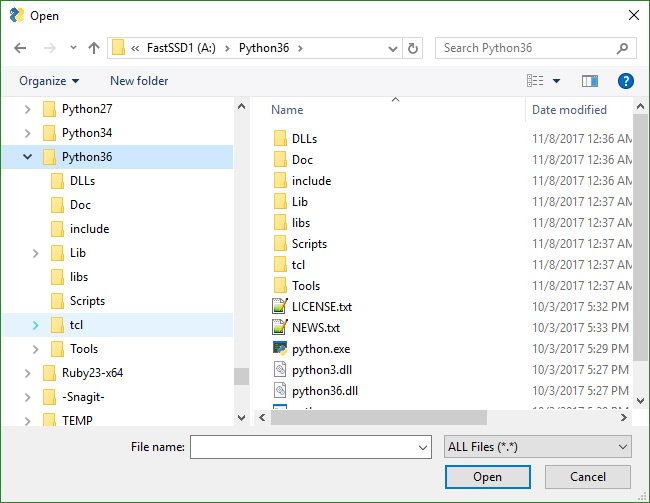 Open
« FastSSD1 (A:) > Python36 >
Search Python36
Organize
New folder
?
Python27
Python34
Python36
DLLs
Doc
include
Lib
libs
Scripts
tcl
Tools
Ruby23-x64
-Snagit-
TEMP
Name Date modified
DLLs 11/8/2017 12:36 AM
Doc 11/8/2017 12:36 AM
include 11/8/2017 12:36 AM
Lib 11/8/2017 12:37 AM
libs 11/8/2017 12:37 AM
Scripts 11/8/2017 12:37 AM
tcl 11/8/2017 12:37 AM
Tools 11/8/2017 12:37 AM
LICENSE.txt 10/3/2017 5:32 PM
NEWS.txt 10/3/2017 5:33 PM
python.exe 10/3/2017 5:29 PM
python3.dll 10/3/2017 5:27 PM
python36.dll 10/3/2017 5:27 PM
File name:
ALL Files (*.*)
Open
Cancel